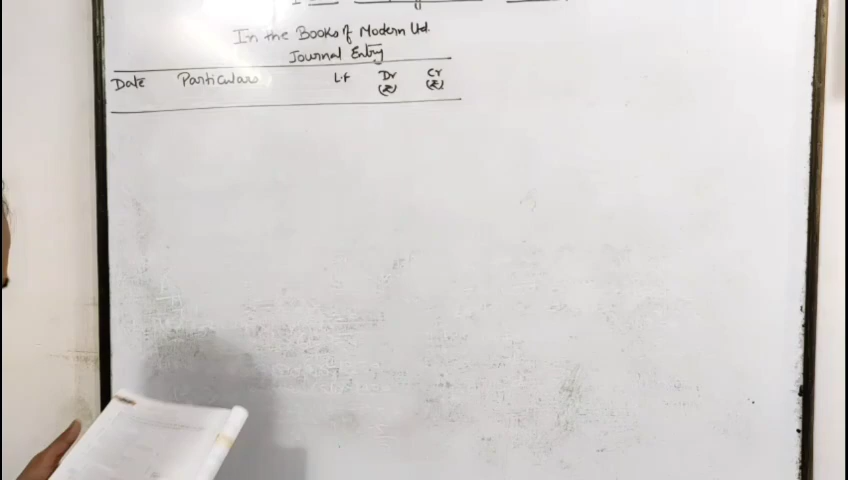 In the Books of Modern Ltd.
Journal Entry
Date Particulars L.F Dr (₹) Cr (₹)